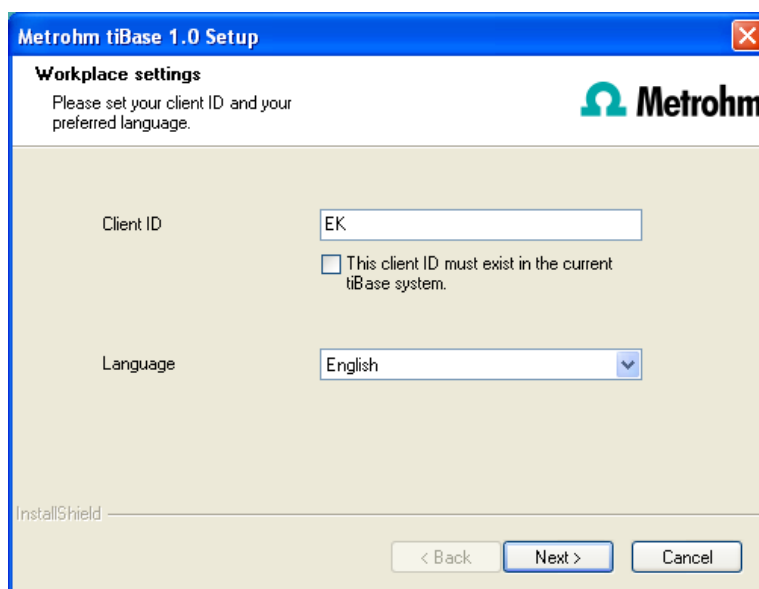 Metrohm tiBase 1.0 Setup
Workplace settings
Please set your client ID and your
preferred language.
Metrohm
Client ID
EK
This client ID must exist in the current
tiBase system.
Language
English
InstallShield
< Back
Next >
Cancel